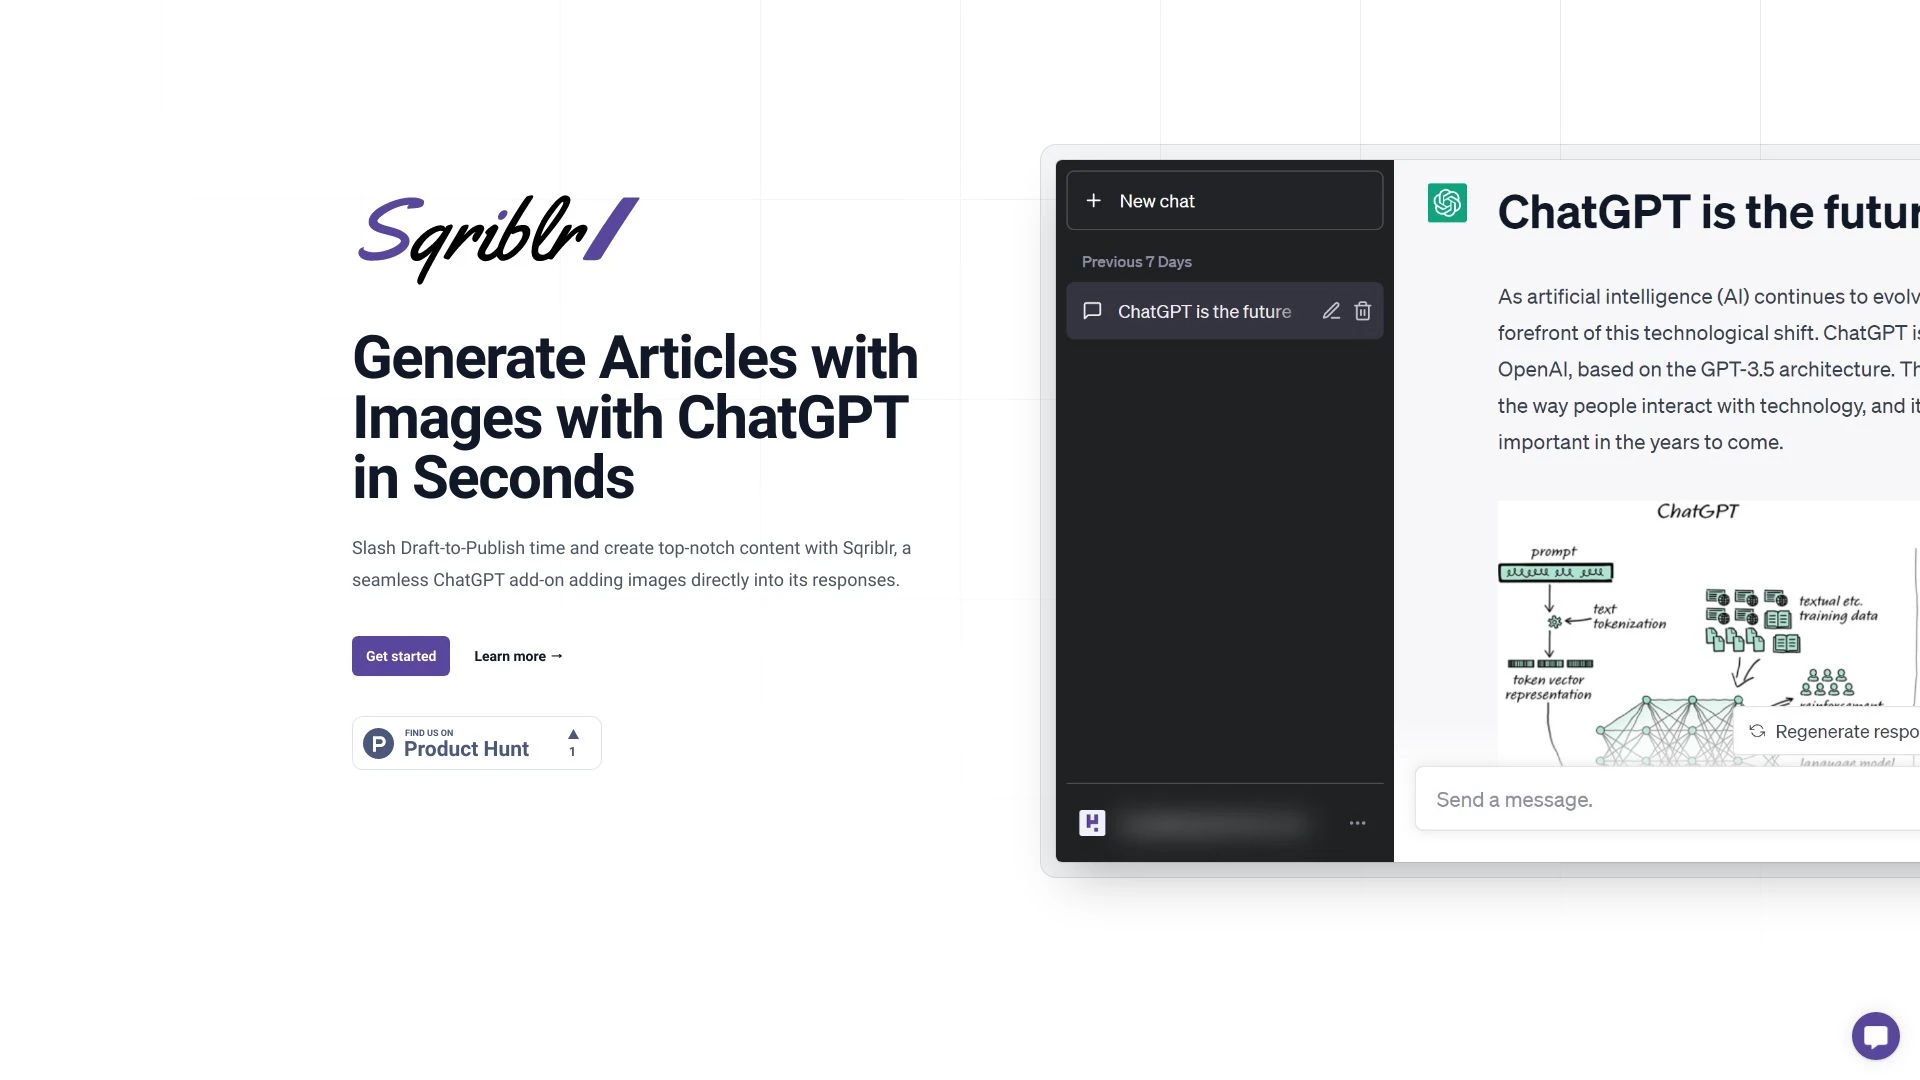 Sqriblr
Generate Articles with
Images with ChatGPT
in Seconds
Slash Draft-to-Publish time and create top-notch content with Sqriblr, a
seamless ChatGPT add-on adding images directly into its responses.
Get started
Learn more →
FIND US ON
Product Hunt
▲
1
New chat
Previous 7 Days
ChatGPT is the future
ChatGPT is the futur
As artificial intelligence (AI) continues to evolv
forefront of this technological shift. ChatGPT is
OpenAI, based on the GPT-3.5 architecture. Th
the way people interact with technology, and it
important in the years to come.
ChatGPT
prompt
text
tokenization
token vector
representation
textual etc.
training data
reinforcement
language model
Regenerate respo
Send a message.